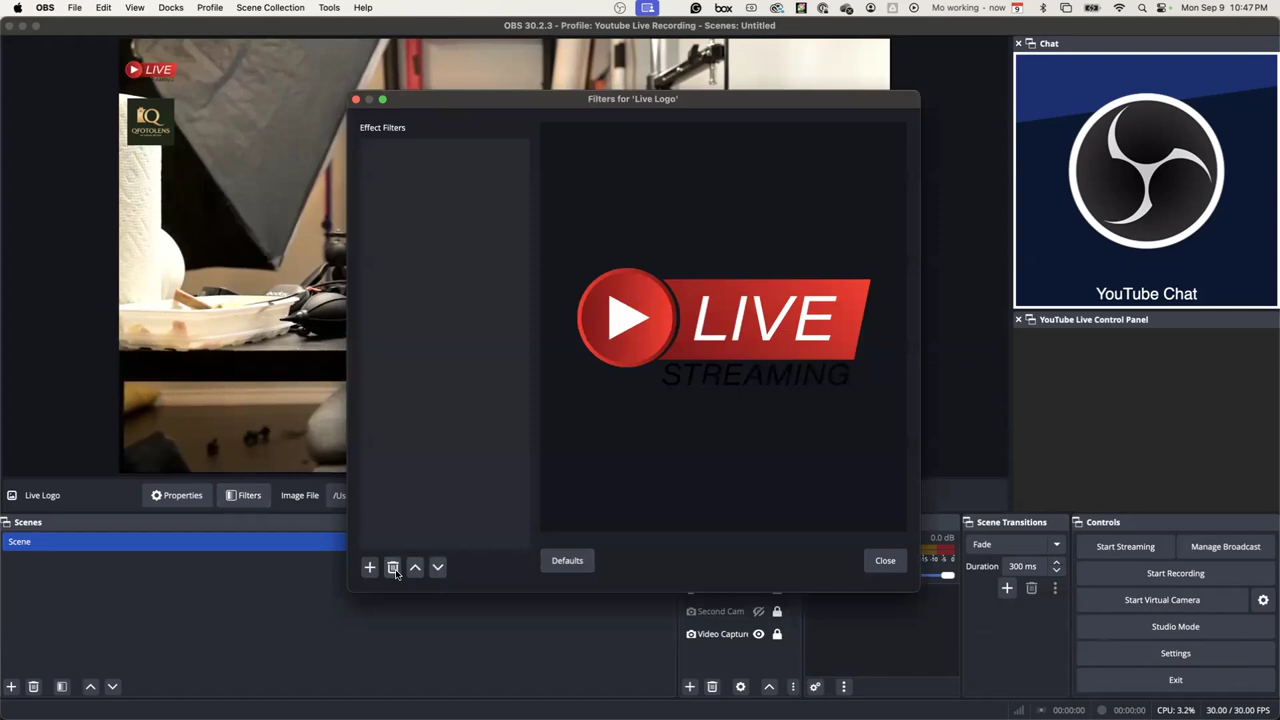 OBS File Edit View Docks Profile Scene Collection Tools Help box Mo working - now Mon Sep 9 10:47 PM
OBS 30.2.3 - Profile: Youtube Live Recording - Scenes: Untitled
Chat
LIVE
Filters for 'Live Logo'
Effect Filters
QFOTOLENS
LIVE
STREAMING
YouTube Chat
YouTube Live Control Panel
Live Logo Properties Filters Image File /Us
Scenes
Scene Transitions
Controls
Scene
0.0 dB
Fade
Start Streaming Manage Broadcast
Defaults Close
Duration 300 ms
Start Recording
Start Virtual Camera
Second Cam
Studio Mode
Video Capture
Settings
Exit
00:00:00 00:00:00 CPU: 3.2% 30.00 / 30.00 FPS